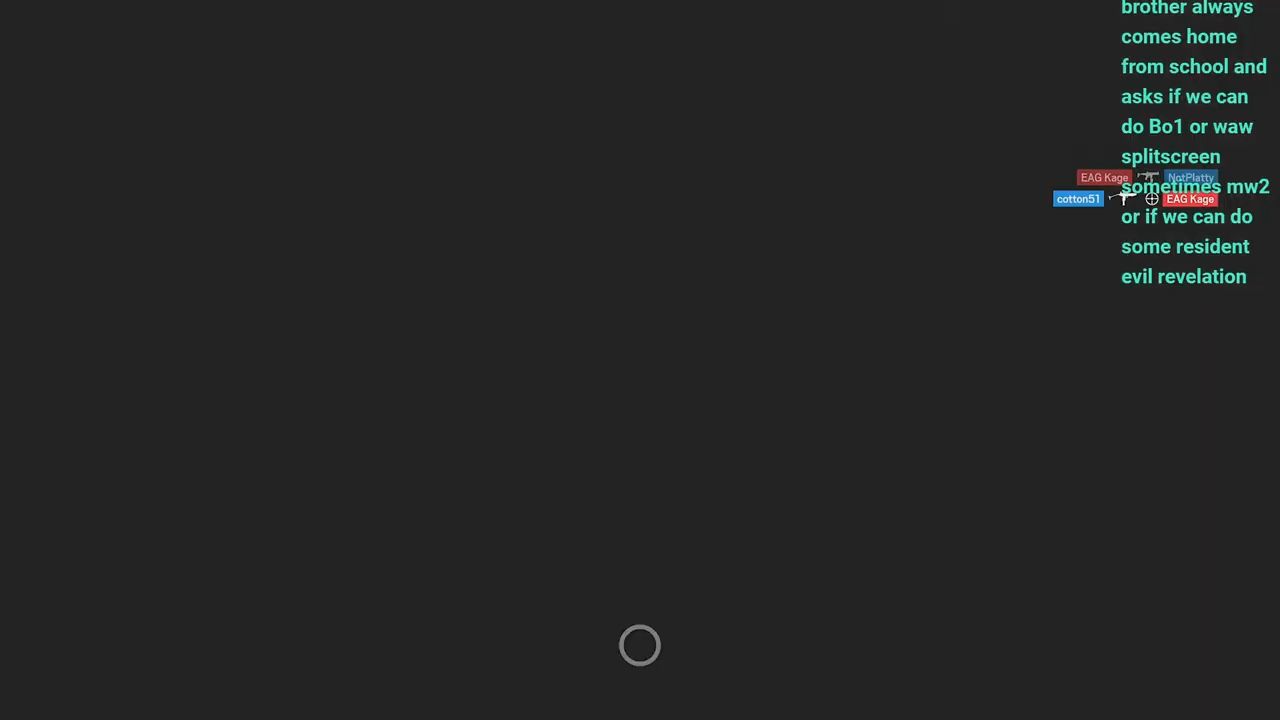 brother always
comes home
from school and
asks if we can
do Bo1 or waw
splitscreen
EAG Kage NotPlatty
sometimes mw2
cotton51 EAG Kage
or if we can do
some resident
evil revelation